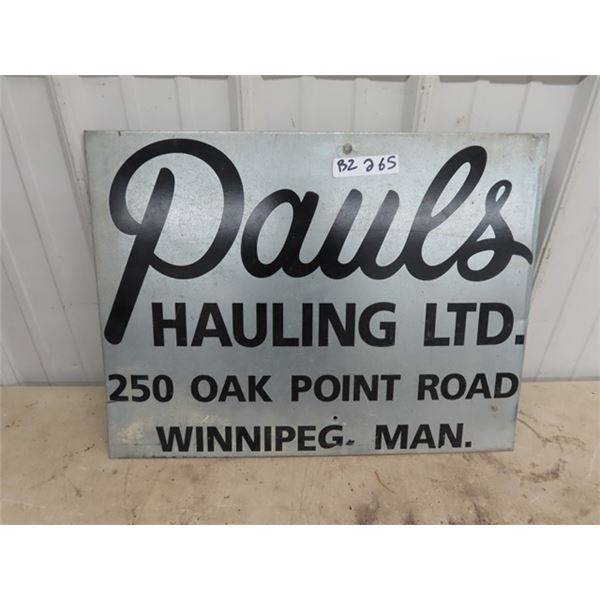 BZ 265
Pauls
HAULING LTD.
250 OAK POINT ROAD
WINNIPEG. MAN.